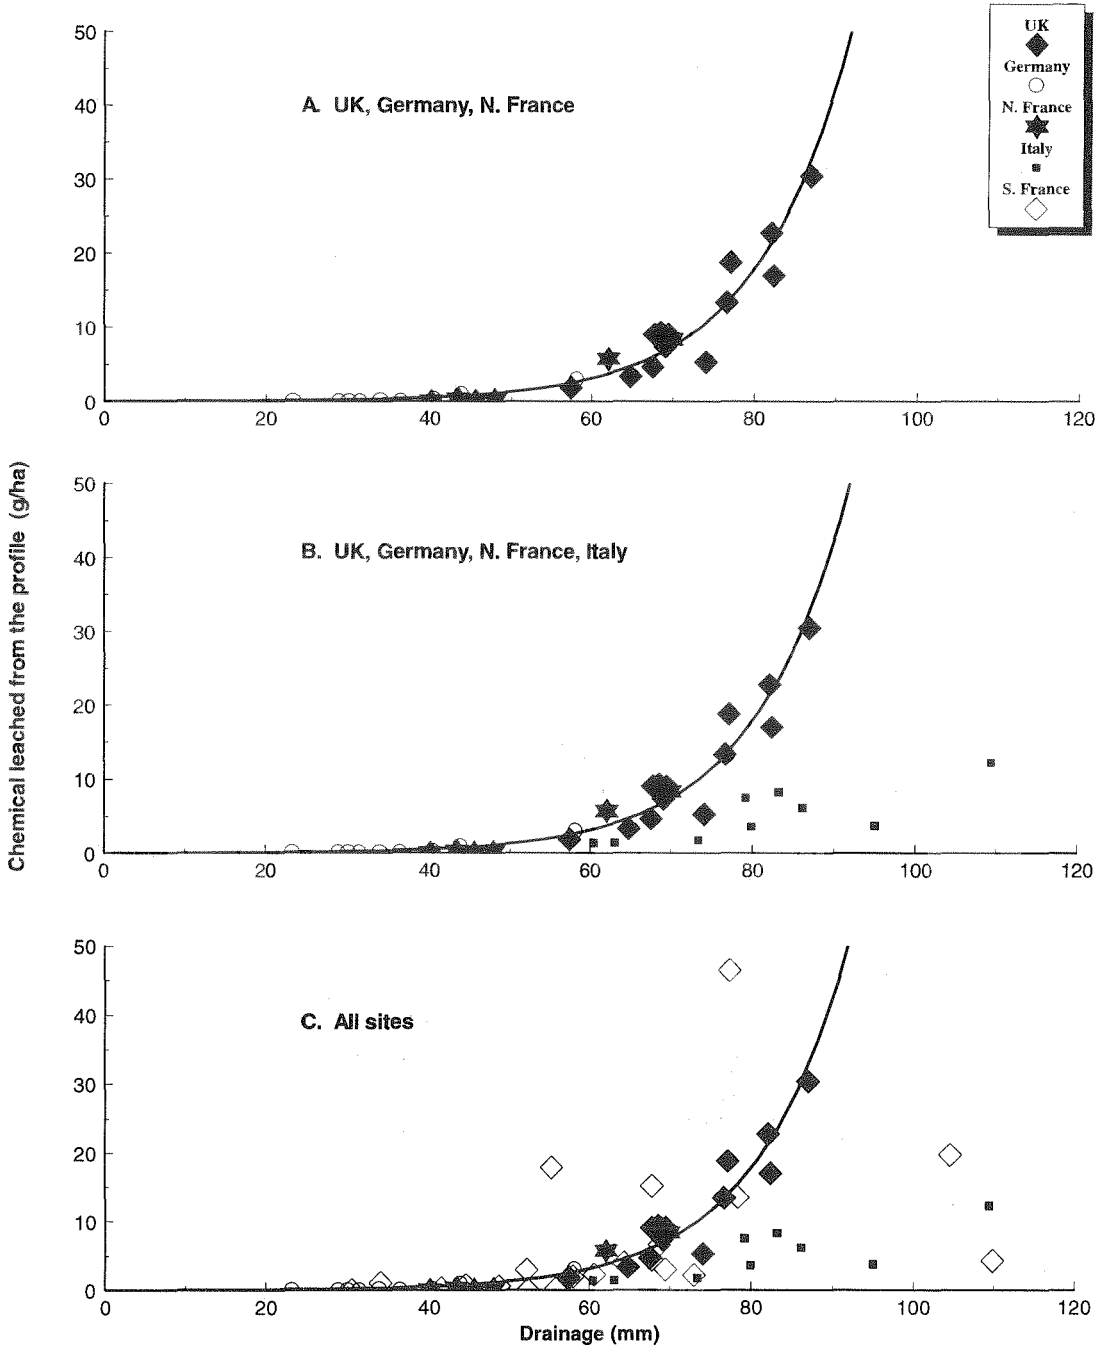 UK
Germany
N. France
Italy
S. France
A. UK, Germany, N. France
50
40
30
20
10
0
0 20 40 60 80 100 120
B. UK, Germany, N. France, Italy
50
40
30
20
10
0
0 20 40 60 80 100 120
C. All sites
50
40
30
20
10
0
0 20 40 60 80 100 120
Drainage (mm)
Chemical leached from the profile (g/ha)